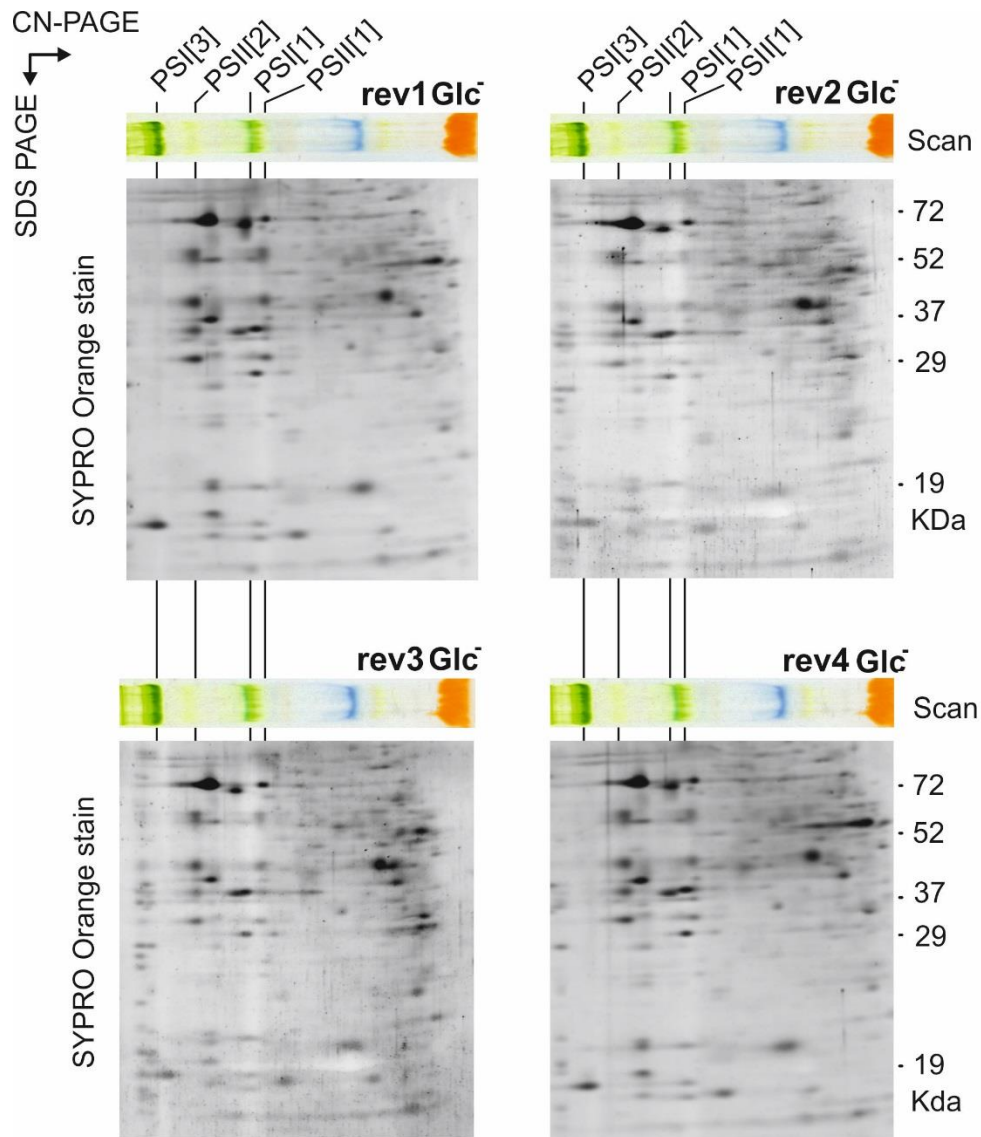 CN-PAGE
SDS PAGE
PSI[3]
PSII[2]
PSI[1]
PSII[1]
rev1 Glc-
PSI[3]
PSII[2]
PSI[1]
PSII[1]
rev2 Glc-
Scan
SYPRO Orange stain
- 72
- 52
- 37
- 29
- 19
KDa
rev3 Glc-
rev4 Glc-
Scan
SYPRO Orange stain
- 72
- 52
- 37
- 29
- 19
Kda